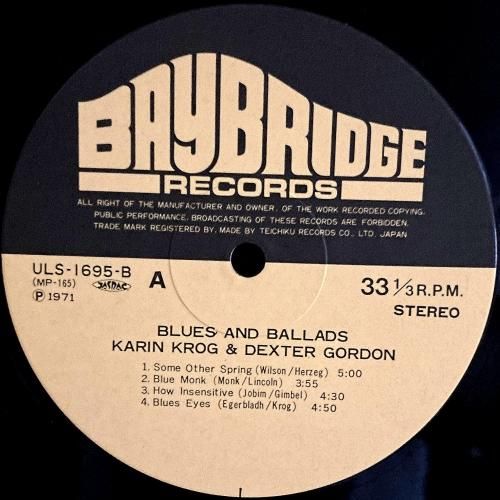 BAYBRIDGE
RECORDS
ALL RIGHT OF THE MANUFACTURER AND OWNER, OF THE WORK RECORDED COPYING.
PUBLIC PERFORMANCE, BROADCASTING OF THESE RECORDS ARE FORBIDDEN.
TRADE MARK REGISTERED BY, MADE BY TEICHIKU RECORDS CO., LTD. JAPAN
ULS-1695-B A 33 1/3 R.P.M.
(MP-165) JASRAC
Ⓟ 1971 STEREO
BLUES AND BALLADS
KARIN KROG & DEXTER GORDON
1. Some Other Spring (Wilson/Herzeg) 5:00
2. Blue Monk (Monk/Lincoln) 3:55
3. How Insensitive (Jobim/Gimbel) 4:30
4. Blues Eyes (Egerbladh/Krog) 4:50